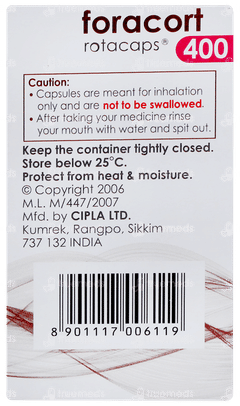 foracort
rotacaps®
400
Caution:
• Capsules are meant for inhalation
only and are not to be swallowed.
• After taking your medicine rinse
your mouth with water and spit out.
Keep the container tightly closed.
Store below 25°C.
Protect from heat & moisture.
© Copyright 2006
M.L. M/447/2007
Mfd. by CIPLA LTD.
Kumrek, Rangpo, Sikkim
737 132 INDIA
8 901117 006119